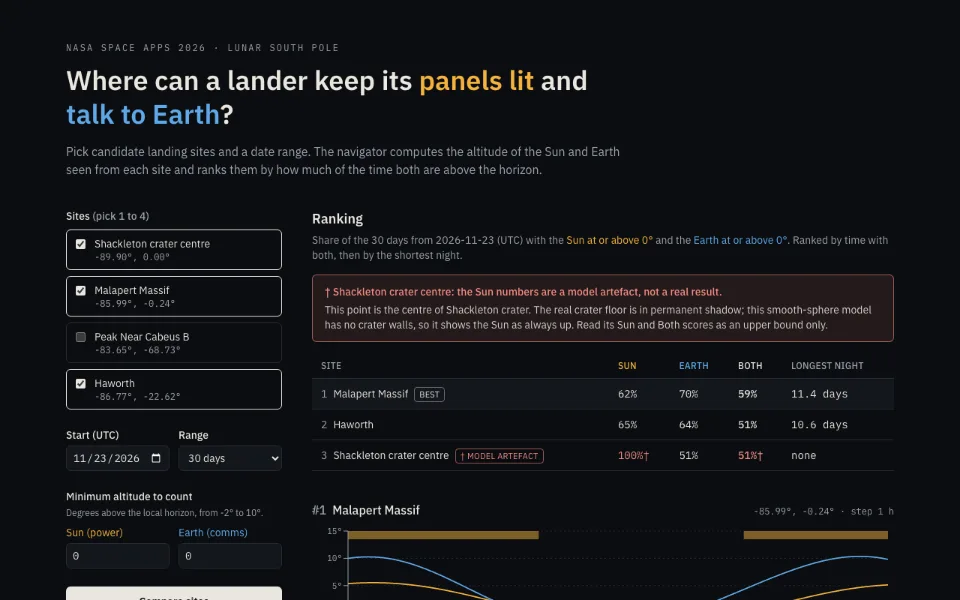 NASA SPACE APPS 2026 · LUNAR SOUTH POLE
Where can a lander keep its panels lit and
talk to Earth?
Pick candidate landing sites and a date range. The navigator computes the altitude of the Sun and Earth
seen from each site and ranks them by how much of the time both are above the horizon.
Sites (pick 1 to 4)
Shackleton crater centre
-89.90°, 0.00°
Malapert Massif
-85.99°, -0.24°
Peak Near Cabeus B
-83.65°, -68.73°
Haworth
-86.77°, -22.62°
Start (UTC) Range
11/23/2026 30 days
Minimum altitude to count
Degrees above the local horizon, from -2° to 10°.
Sun (power) Earth (comms)
0 0
Compare sites
Ranking
Share of the 30 days from 2026-11-23 (UTC) with the Sun at or above 0° and the Earth at or above 0°. Ranked by time with
both, then by the shortest night.
† Shackleton crater centre: the Sun numbers are a model artefact, not a real result.
This point is the centre of Shackleton crater. The real crater floor is in permanent shadow; this smooth-sphere model
has no crater walls, so it shows the Sun as always up. Read its Sun and Both scores as an upper bound only.
SITE SUN EARTH BOTH LONGEST NIGHT
1 Malapert Massif BEST 62% 70% 59% 11.4 days
2 Haworth 65% 64% 51% 10.6 days
3 Shackleton crater centre † MODEL ARTEFACT 100%† 51% 51%† none
#1 Malapert Massif -85.99°, -0.24° · step 1 h
15°
10°
5°